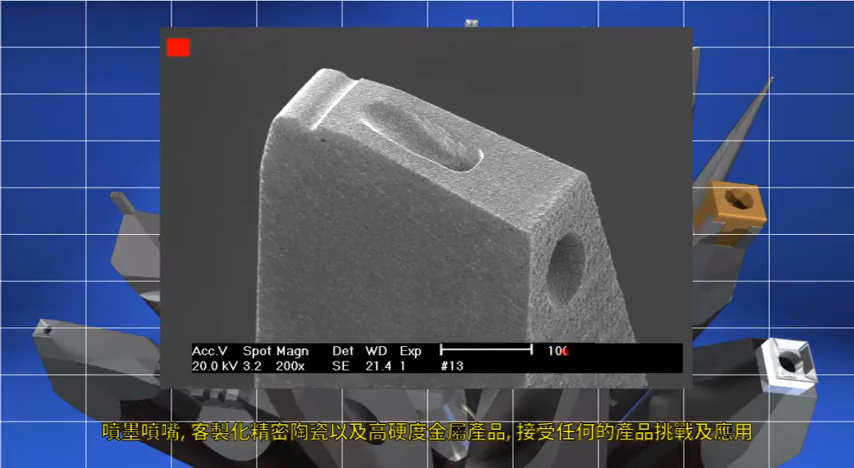 Acc.V Spot Magn Det WD Exp
20.0 kV 3.2 200x SE 21.4 1 #13
噴墨噴嘴, 客製化精密陶瓷以及高硬度金屬產品, 接受任何的產品挑戰及應用